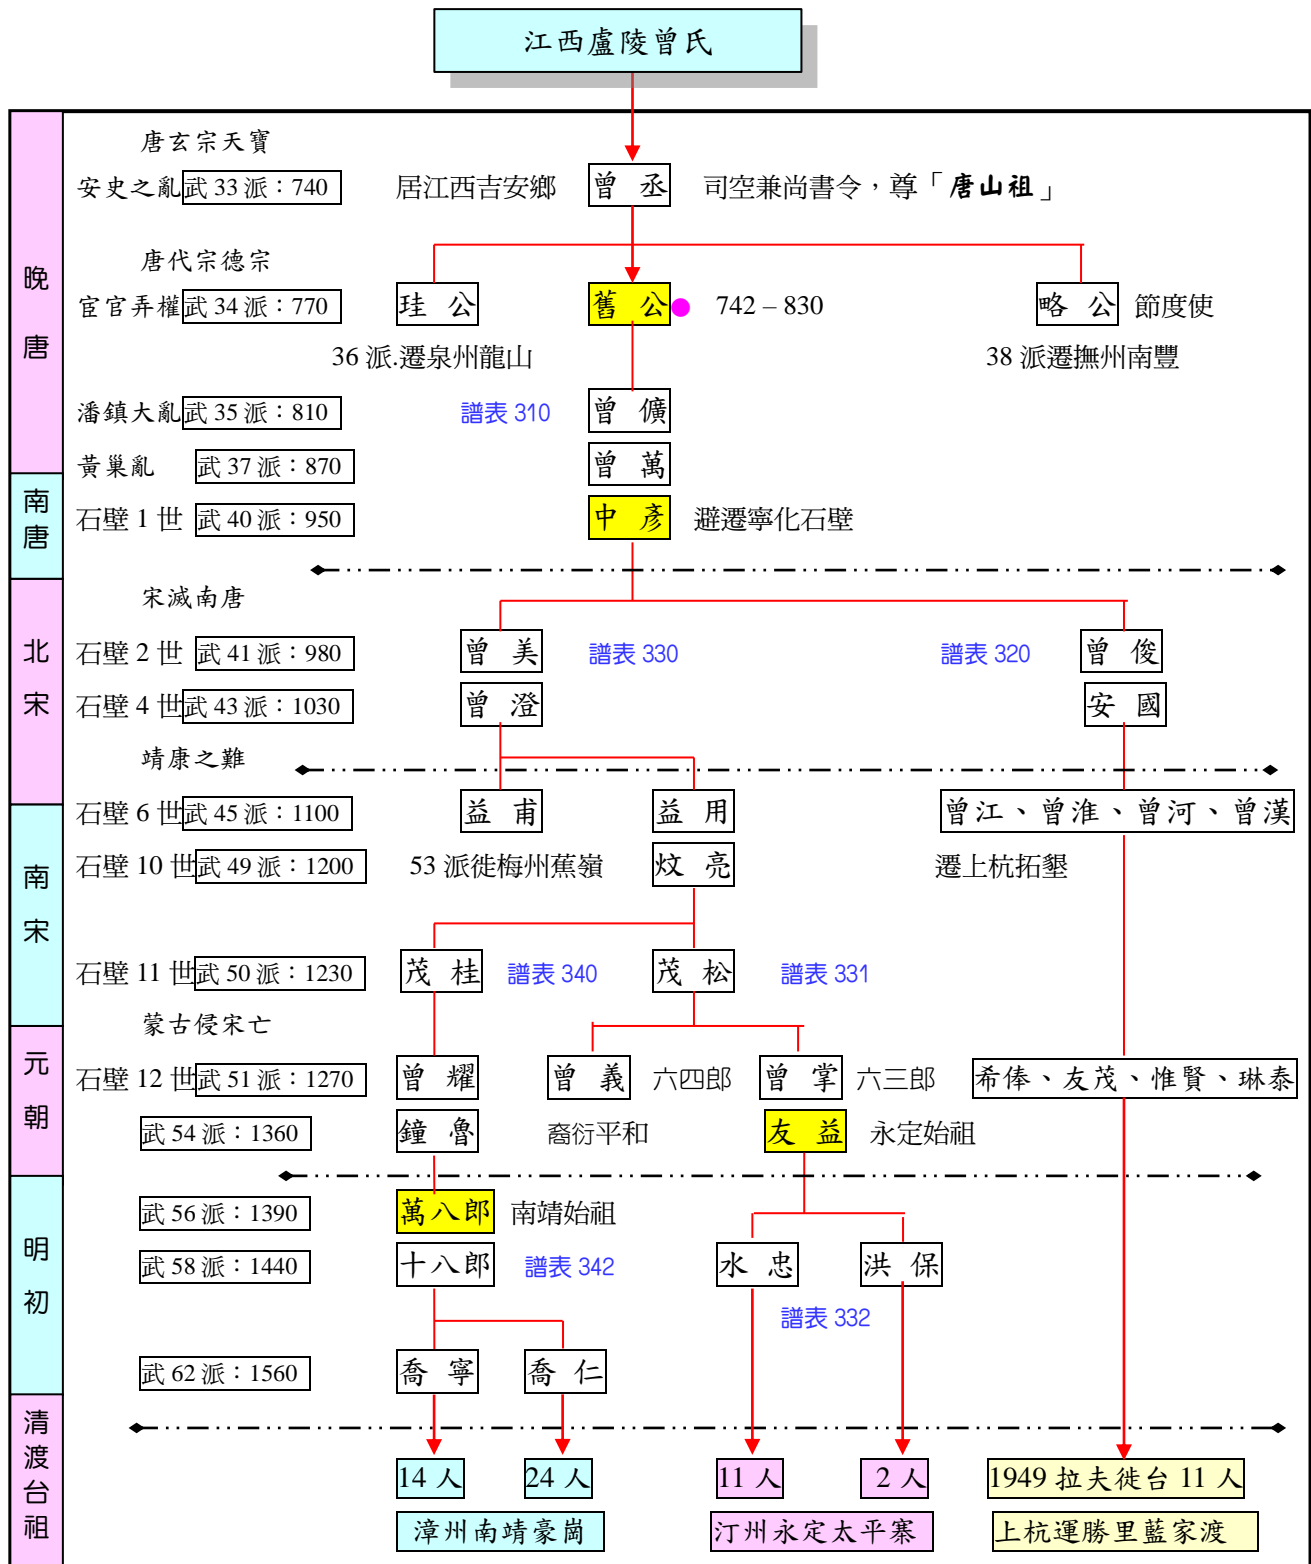 江西盧陵曾氏
唐玄宗天寶
安史之亂 武 33 派：740 居江西吉安鄉 曾 丞 司空兼尚書令，尊「唐山祖」
晚唐
唐代宗德宗
宦官弄權 武 34 派：770 珪 公 舊 公 742 – 830 略 公 節度使
36 派.遷泉州龍山 38 派遷撫州南豐
潘鎮大亂 武 35 派：810 譜表 310 曾 儣
黃巢亂 武 37 派：870 曾 萬
南唐
石壁 1 世 武 40 派：950 中 彥 避遷寧化石壁
宋滅南唐
北宋
石壁 2 世 武 41 派：980 曾 美 譜表 330 譜表 320 曾 俊
石壁 4 世 武 43 派：1030 曾 澄 安 國
靖康之難
石壁 6 世 武 45 派：1100 益 甫 益 用 曾江、曾淮、曾河、曾漢
南宋
石壁 10 世 武 49 派：1200 53 派徙梅州蕉嶺 炆 亮 遷上杭拓墾
石壁 11 世 武 50 派：1230 茂 桂 譜表 340 茂 松 譜表 331
蒙古侵宋亡
元朝
石壁 12 世 武 51 派：1270 曾 耀 曾 義 六四郎 曾 掌 六三郎 希俸、友茂、惟賢、琳泰
武 54 派：1360 鐘 魯 裔衍平和 友 益 永定始祖
武 56 派：1390 萬八郎 南靖始祖
明初
武 58 派：1440 十八郎 譜表 342 水 忠 洪 保
譜表 332
武 62 派：1560 喬 寧 喬 仁
清渡台祖
14 人 24 人 11 人 2 人 1949 拉夫徙台 11 人
漳州南靖豪崗 汀州永定太平寨 上杭運勝里藍家渡